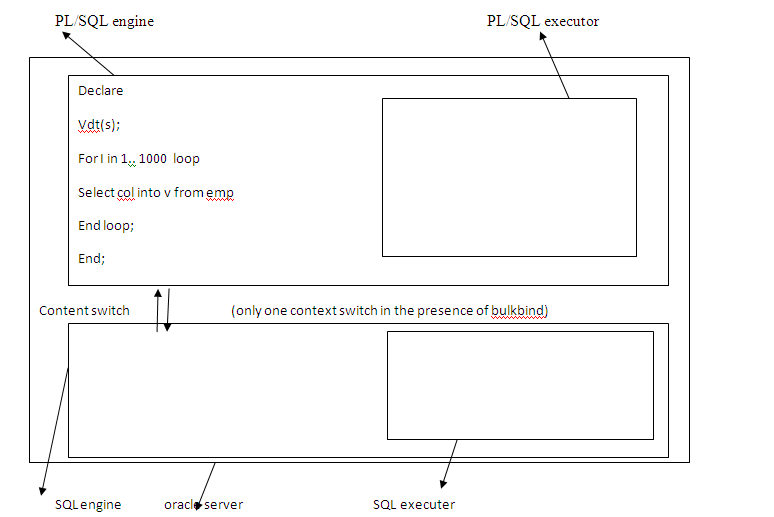 PL/SQL engine PL/SQL executor
Declare
Vdt(s);
For I in 1.. 1000 loop
Select col into v from emp
End loop;
End;
Content switch (only one context switch in the presence of bulkbind)
SQL engine oracle server SQL executer